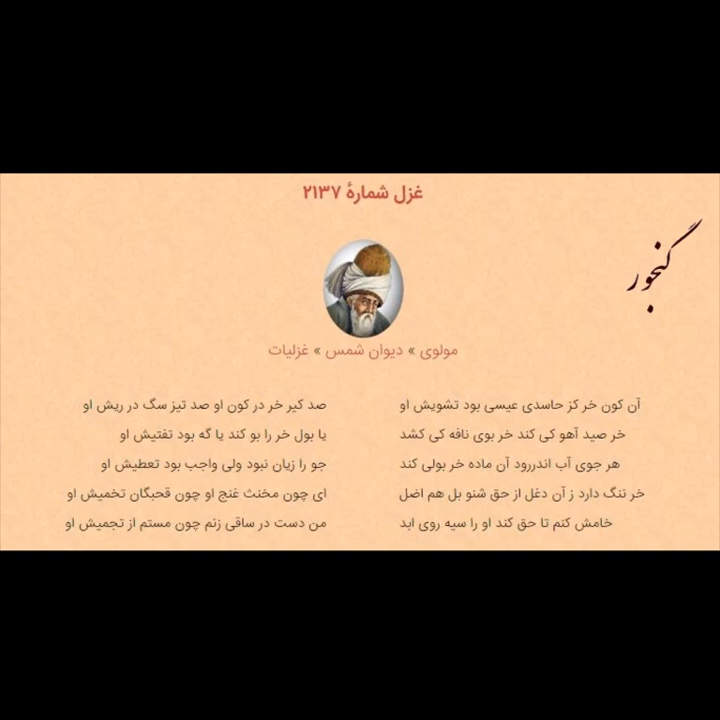 غزل شمارهٔ ۲۱۳۷
گنجور
مولوی » دیوان شمس » غزلیات
آن کون خر کز حاسدی عیسی بود تشویش او صد کیر خر در کون او صد تیز سگ در ریش او
خر صید آهو کی کند خر بوی نافه کی کشد یا بول خر را بو کند یا گه بود تفتیش او
هر جوی آب اندررود آن ماده خر بولی کند جو را زیان نبود ولی واجب بود تعطیش او
خر ننگ دارد ز آن دغل از حق شنو بل هم اضل ای چون مخنث غنج او چون قحبگان تخمیش او
خامش کنم تا حق کند او را سیه روی ابد من دست در ساقی زنم چون مستم از تجمیش او